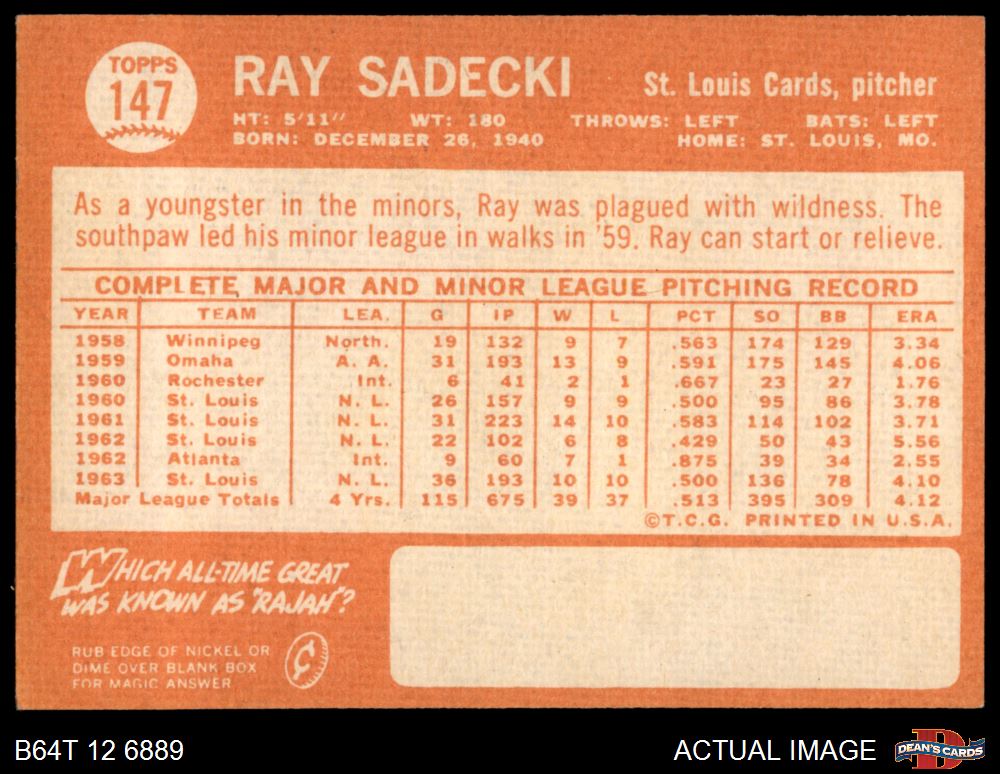 TOPPS
147
RAY SADECKI
St. Louis Cards, pitcher
HT: 5'11" WT: 180 THROWS: LEFT BATS: LEFT
BORN: DECEMBER 26, 1940 HOME: ST. LOUIS, MO.
As a youngster in the minors, Ray was plagued with wildness. The
southpaw led his minor league in walks in '59. Ray can start or relieve.
COMPLETE MAJOR AND MINOR LEAGUE PITCHING RECORD
YEAR TEAM LEA. G IP W L PCT SO BB ERA
1958 Winnipeg North. 19 132 9 7 .563 174 129 3.34
1959 Omaha A. A. 31 193 13 9 .591 175 145 4.06
1960 Rochester Int. 6 41 2 1 .667 23 27 1.76
1960 St. Louis N. L. 26 157 9 9 .500 95 86 3.78
1961 St. Louis N. L. 31 223 14 10 .583 114 102 3.71
1962 St. Louis N. L. 22 102 6 8 .429 50 43 5.56
1962 Atlanta Int. 9 60 7 1 .875 39 34 2.55
1963 St. Louis N. L. 36 193 10 10 .500 136 78 4.10
Major League Totals 4 Yrs. 115 675 39 37 .513 395 309 4.12
©T.C.G. PRINTED IN U.S.A.
WHICH ALL-TIME GREAT
WAS KNOWN AS "RAJAH"?
RUB EDGE OF NICKEL OR
DIME OVER BLANK BOX
FOR MAGIC ANSWER
¢
B64T 12 6889
ACTUAL IMAGE
D
DEAN'S CARDS